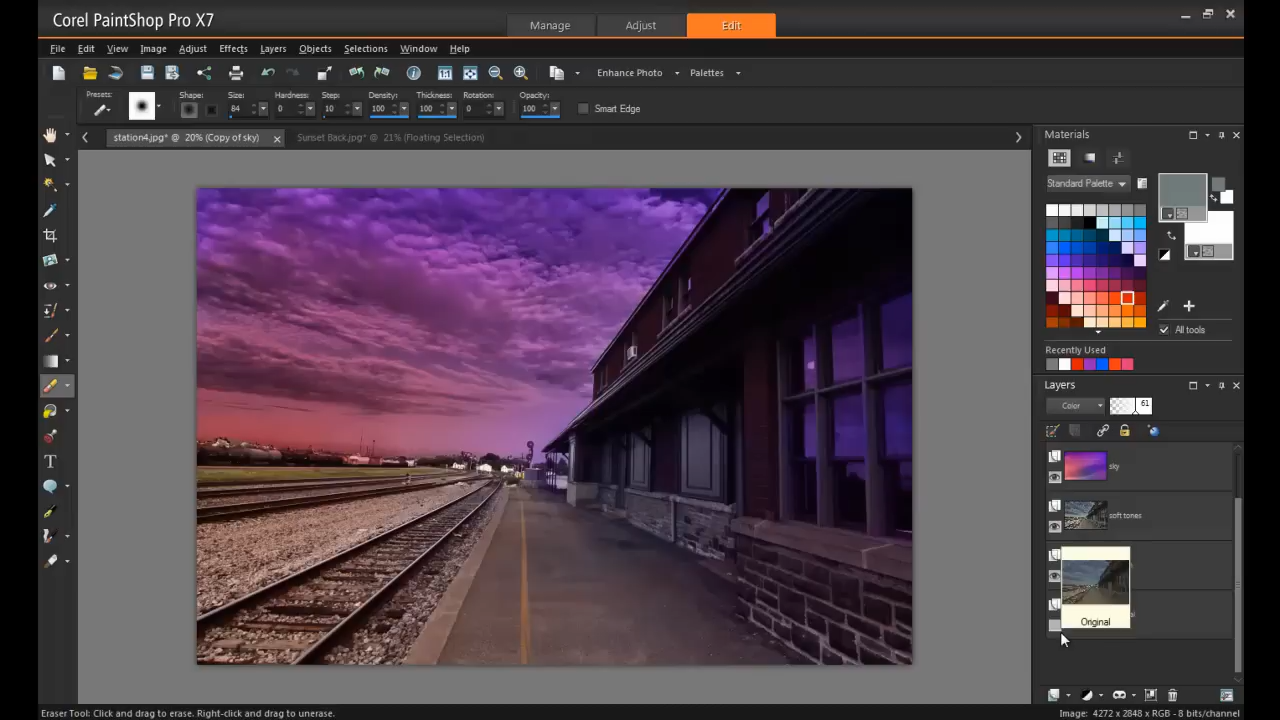 Corel PaintShop Pro X7
Manage Adjust Edit
File Edit View Image Adjust Effects Layers Objects Selections Window Help
Enhance Photo Palettes
Presets: Shape: Size: Hardness: Step: Density: Thickness: Rotation: Opacity:
84 0 10 100 100 0 100 Smart Edge
station4.jpg* @ 20% (Copy of sky) Sunset Back.jpg* @ 21% (Floating Selection)
Materials
Standard Palette
All tools
Recently Used
Layers
Color 61
sky
soft tones
Original
Eraser Tool: Click and drag to erase. Right-click and drag to unerase.
Image: 4272 x 2848 x RGB - 8 bits/channel